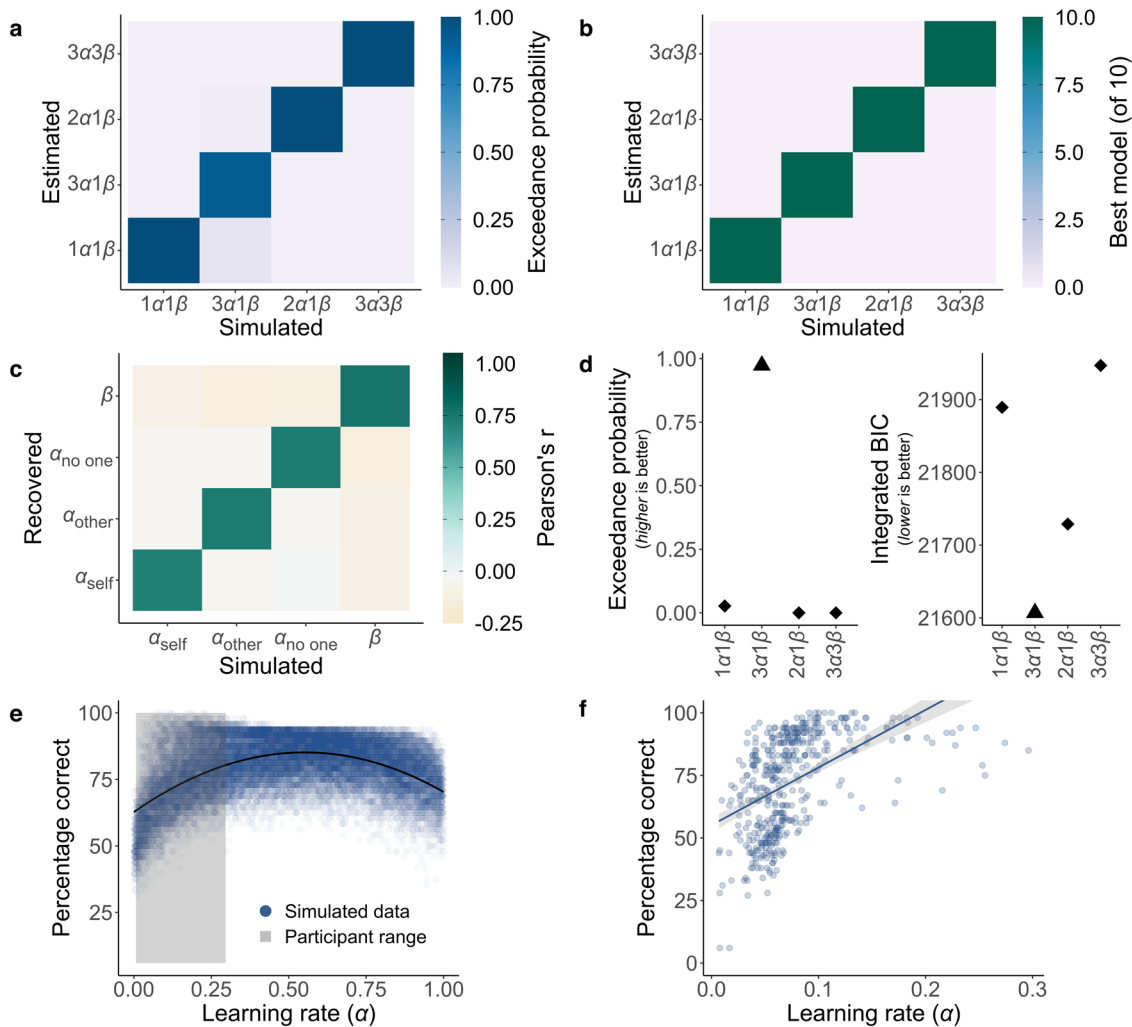 a
Estimated
3α3β
2α1β
3α1β
1α1β
1α1β 3α1β 2α1β 3α3β
Simulated
1.00
0.75
0.50
0.25
0.00
Exceedance probability
b
Estimated
3α3β
2α1β
3α1β
1α1β
1α1β 3α1β 2α1β 3α3β
Simulated
10.0
7.5
5.0
2.5
0.0
Best model (of 10)
c
Recovered
β
αno one
αother
αself
αself αother αno one β
Simulated
1.00
0.75
0.50
0.25
0.00
-0.25
Pearson's r
d
Exceedance probability
(higher is better)
1.00
0.75
0.50
0.25
0.00
1α1β 3α1β 2α1β 3α3β
Integrated BIC
(lower is better)
21900
21800
21700
21600
1α1β 3α1β 2α1β 3α3β
e
Percentage correct
100
75
50
25
Simulated data
Participant range
0.00 0.25 0.50 0.75 1.00
Learning rate (α)
f
Percentage correct
100
75
50
25
0
0.0 0.1 0.2 0.3
Learning rate (α)